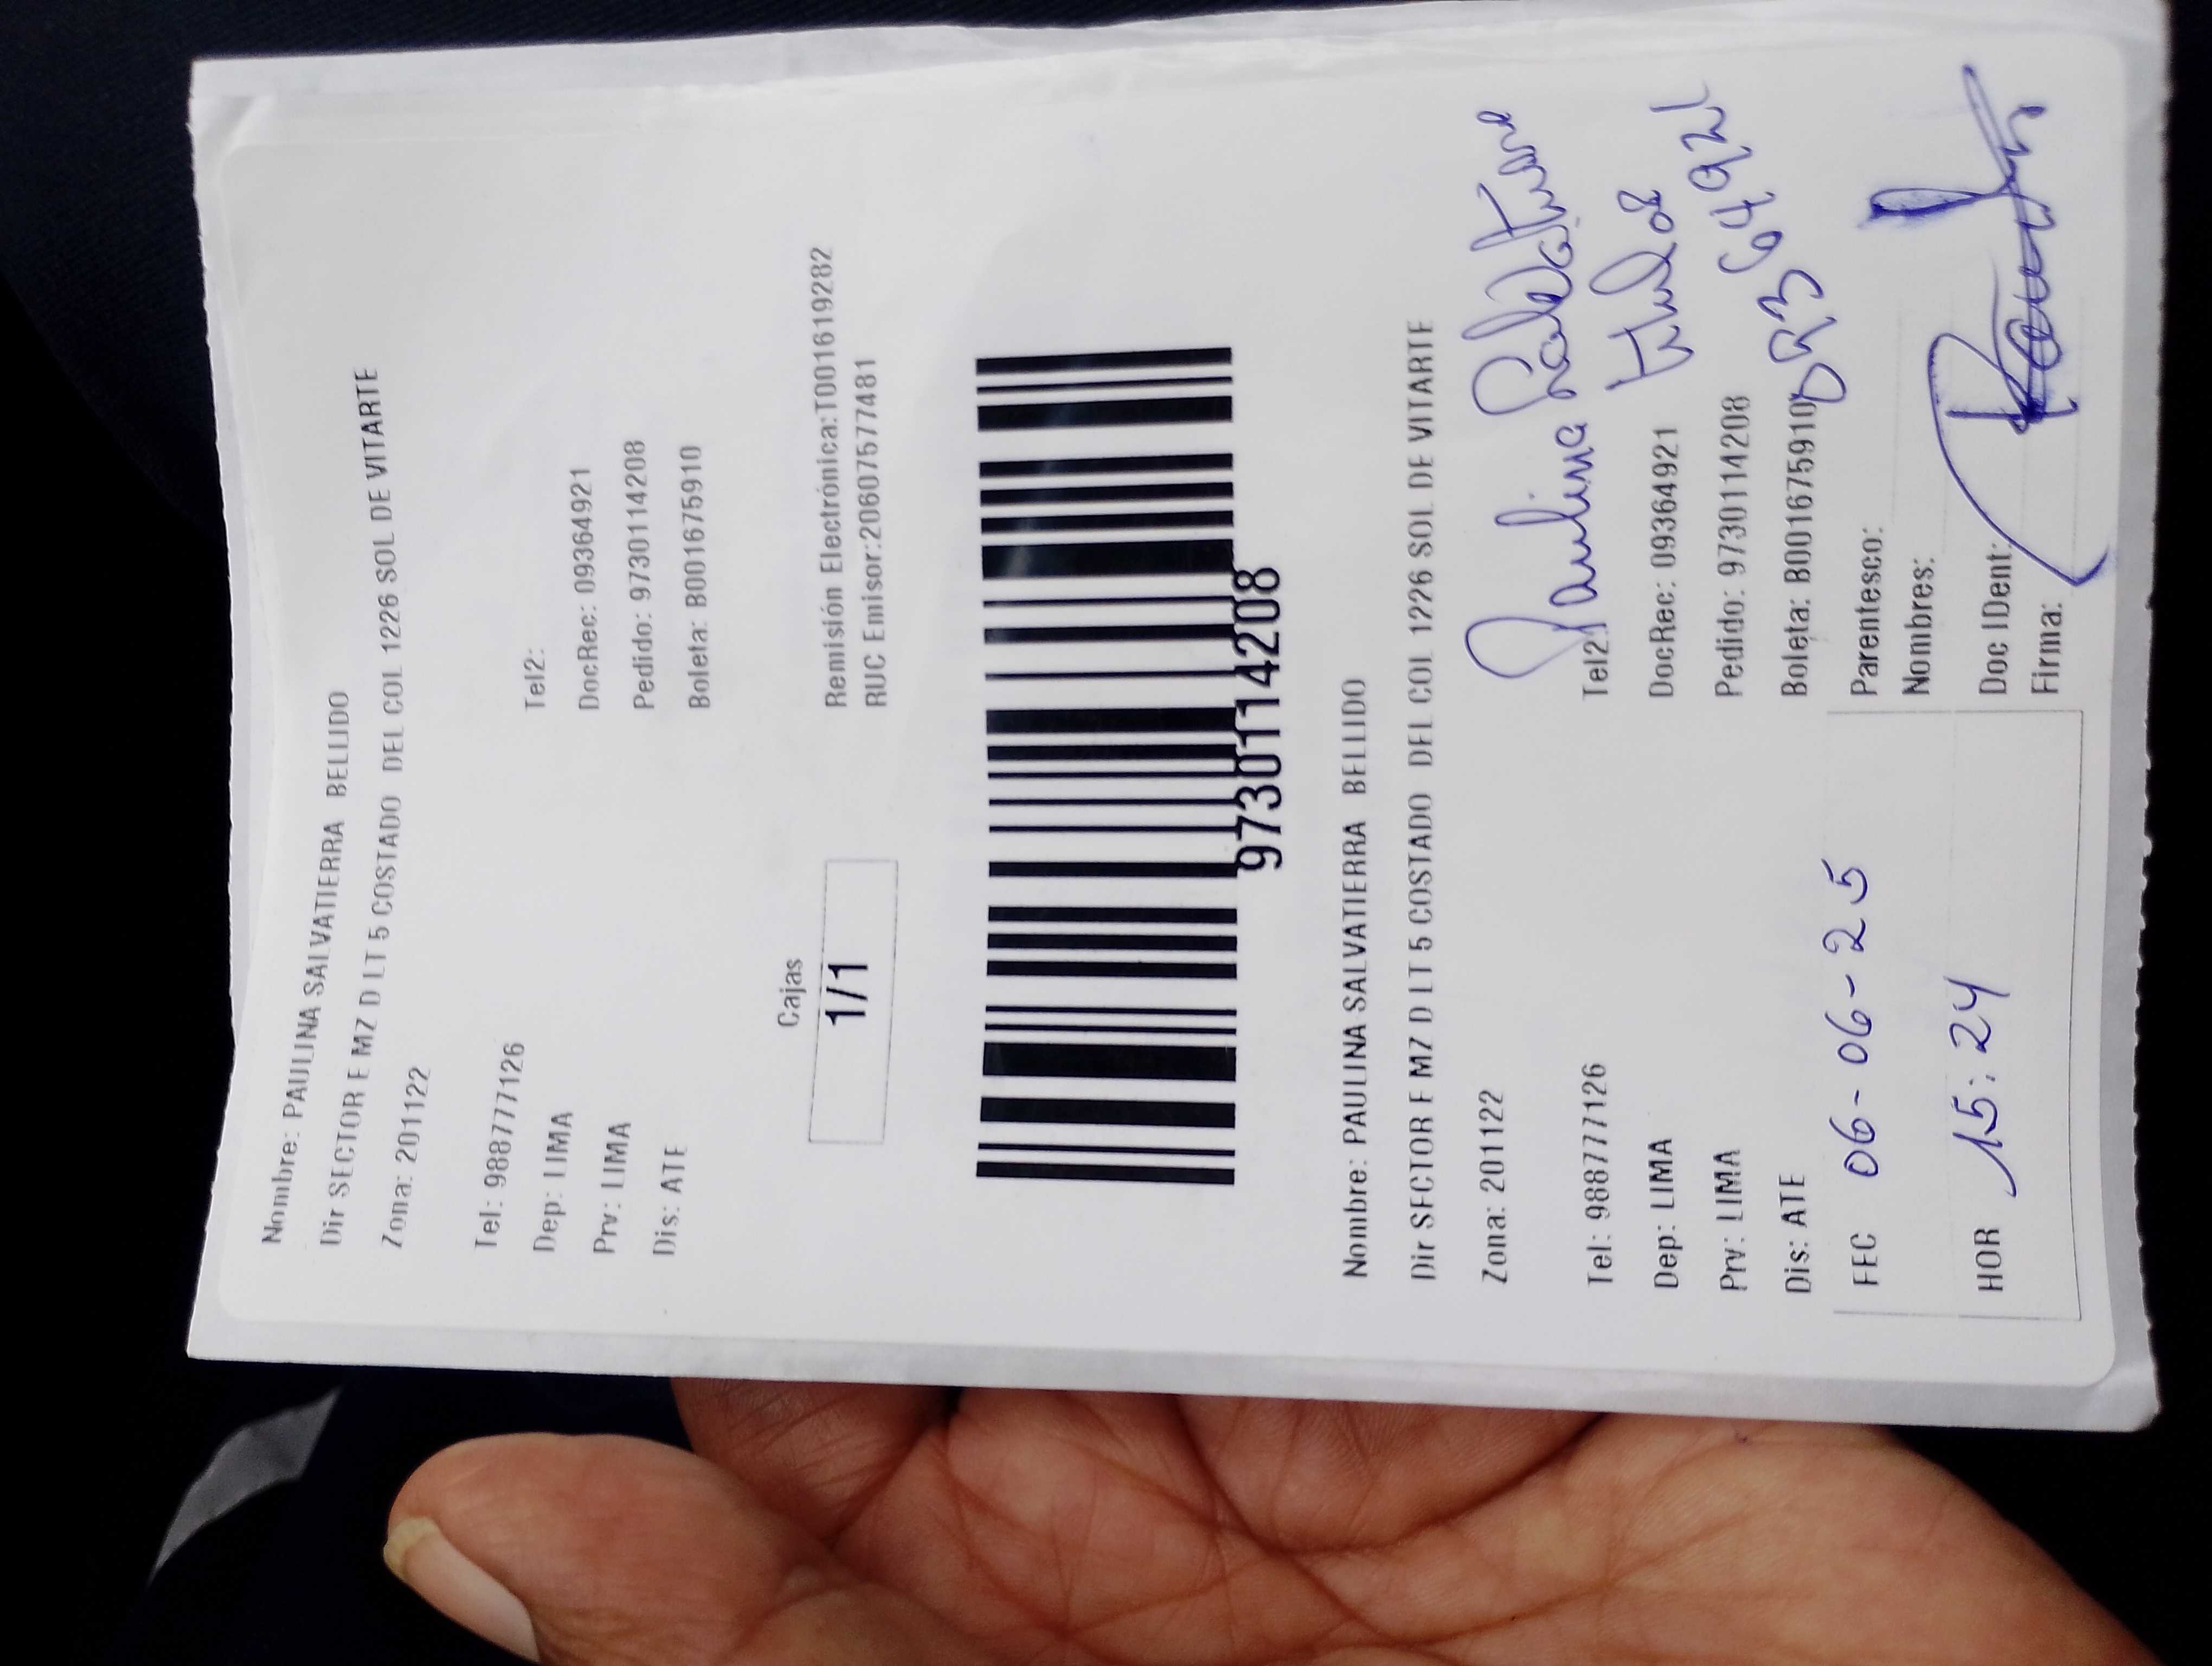 Nombre: PAULINA SALVATIERRA BELLIDO
Dir SECTOR E MZ D LT 5 COSTADO DEL COL 1226 SOL DE VITARTE
Zona: 201122
Tel: 988777126
Tel2:
Dep: LIMA
DocRec: 09364921
Prv: LIMA
Pedido: 9730114208
Dis: ATE
Boleta: B001675910
Cajas
1/1
Remisión Electrónica:T001619282
RUC Emisor:20607577481
9730114208
Nombre: PAULINA SALVATIERRA BELLIDO
Dir SECTOR E MZ D LT 5 COSTADO DEL COL 1226 SOL DE VITARTE
Zona: 201122
Paulina
Tel: 988777126
Tel2:
Dep: LIMA
DocRec: 09364921
Prv: LIMA
Pedido: 9730114208
Dis: ATE
Boleta: B001675910
FEC 06-06-25
Parentesco:
Nombres:
HOR 15:24
Doc IDent:
Firma: